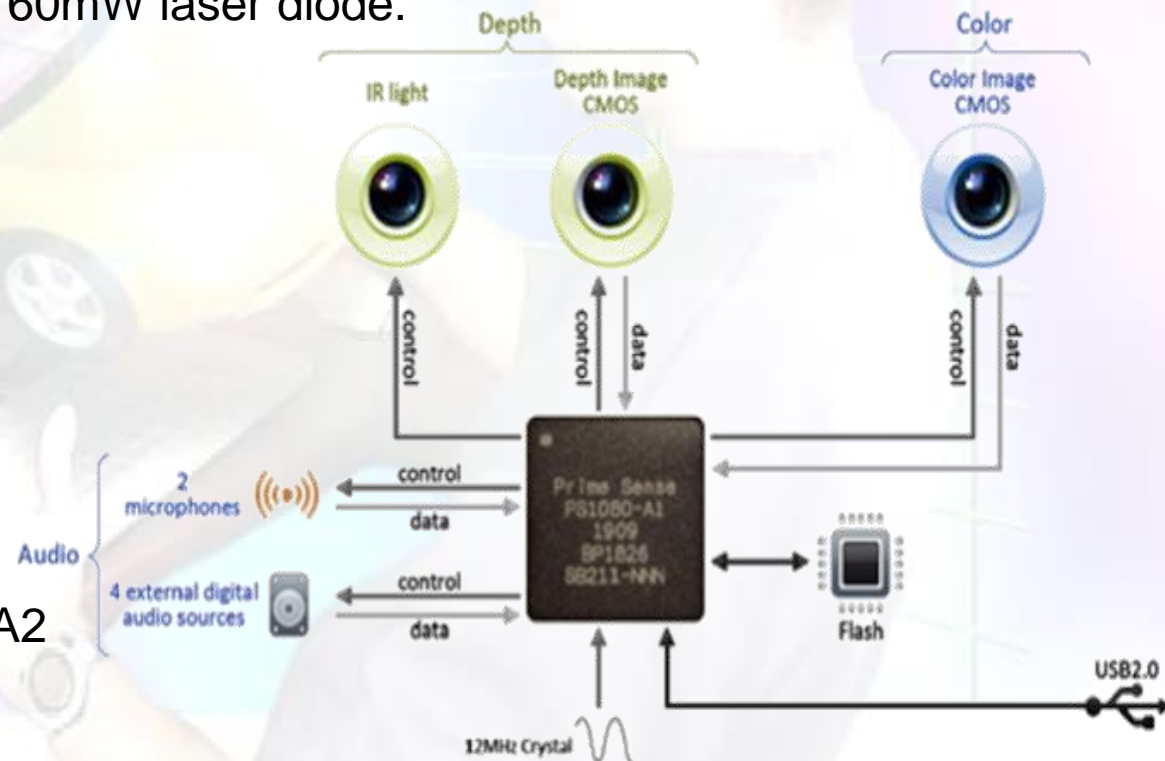 60mW laser diode.
Depth
Color
IR light
Depth Image
CMOS
Color Image
CMOS
control
control
data
control
data
Audio
2
microphones
control
data
4 external digital
audio sources
control
data
Prime Sense
PS1080-A1
1909
BP1826
SB211-NNN
Flash
A2
USB2.0
12MHz Crystal